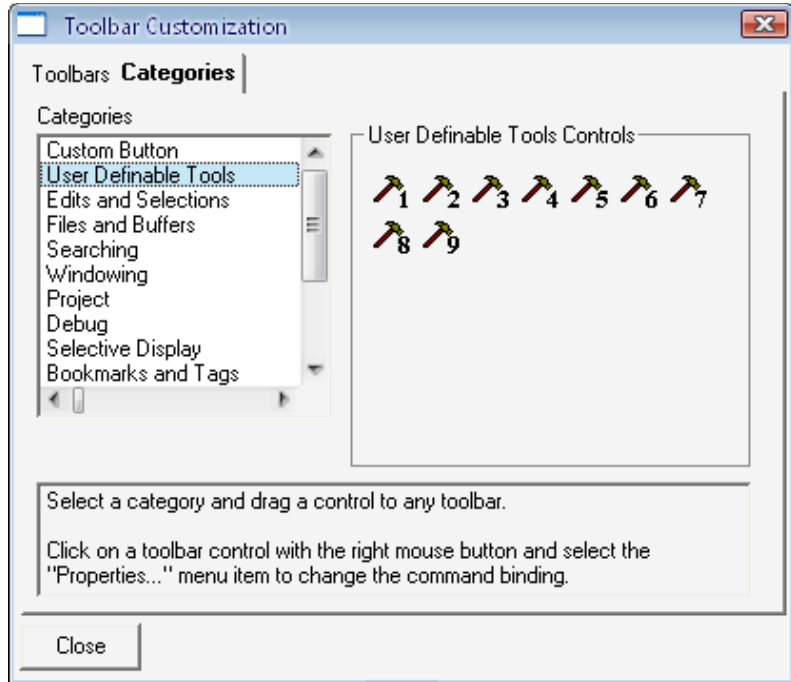 Toolbar Customization
Toolbars Categories
Categories
Custom Button
User Definable Tools
Edits and Selections
Files and Buffers
Searching
Windowing
Project
Debug
Selective Display
Bookmarks and Tags
User Definable Tools Controls
1 2 3 4 5 6 7
8 9
Select a category and drag a control to any toolbar.
Click on a toolbar control with the right mouse button and select the
"Properties..." menu item to change the command binding.
Close